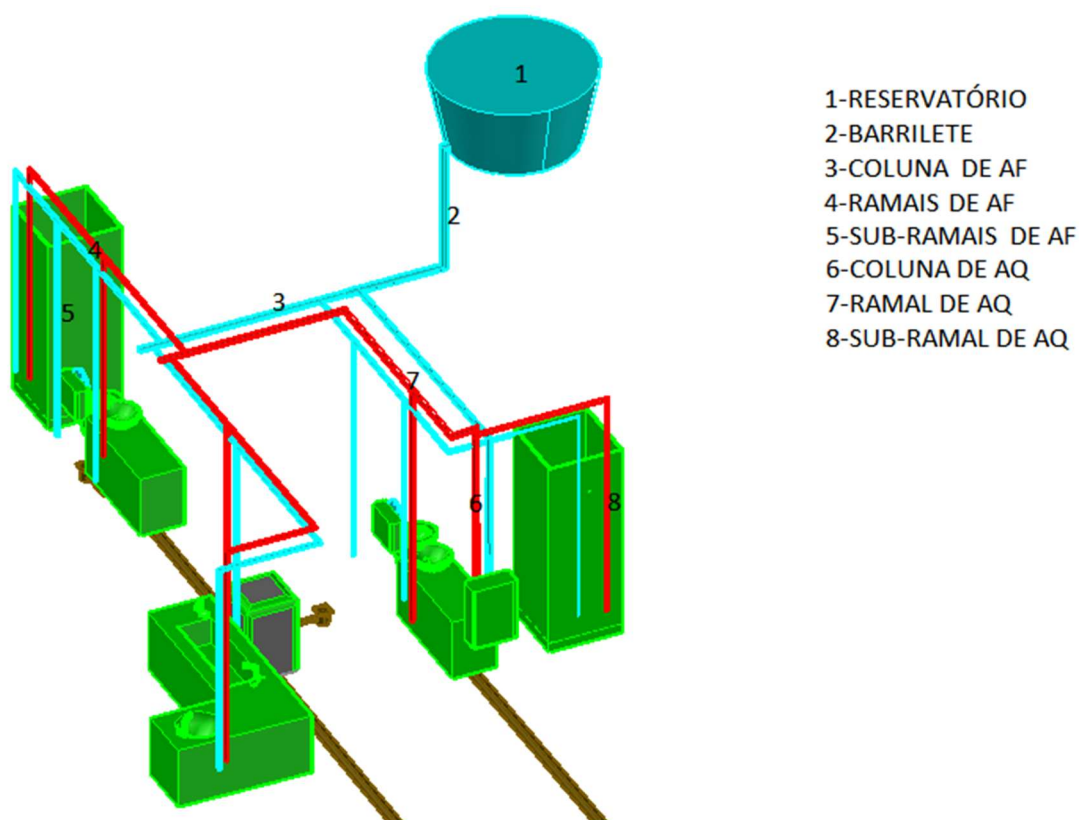 1
2
3
4
5
7
6
8
1-RESERVATÓRIO
2-BARRILETE
3-COLUNA DE AF
4-RAMAIS DE AF
5-SUB-RAMAIS DE AF
6-COLUNA DE AQ
7-RAMAL DE AQ
8-SUB-RAMAL DE AQ